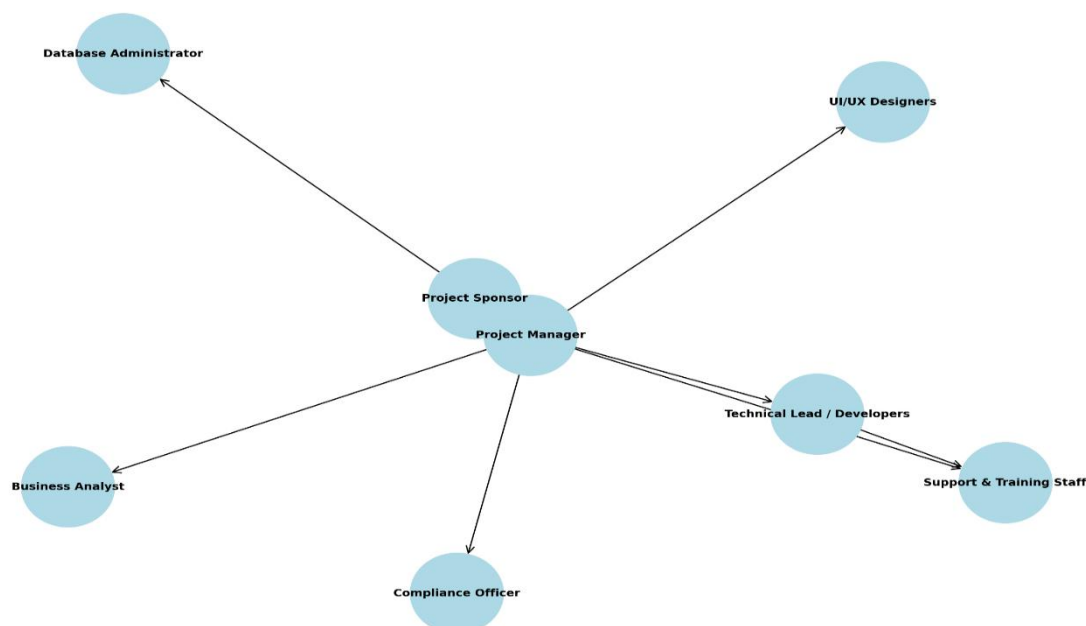 Database Administrator
UI/UX Designers
Project Sponsor
Project Manager
Technical Lead / Developers
Support & Training Staff
Business Analyst
Compliance Officer